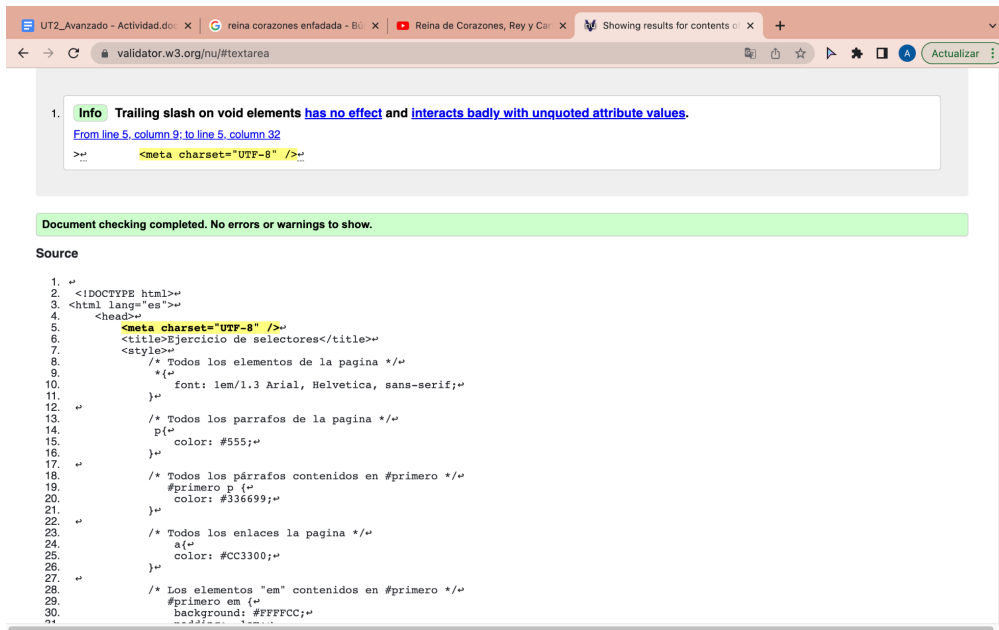 UT2_Avanzado - Actividad.doc
reina corazones enfadada - Bú
Reina de Corazones, Rey y Car
Showing results for contents of
validator.w3.org/nu/#textarea
A
Actualizar
1. Info Trailing slash on void elements has no effect and interacts badly with unquoted attribute values.
From line 5, column 9; to line 5, column 32
>↩ <meta charset="UTF-8" />↩
Document checking completed. No errors or warnings to show.
Source
1. ↩
2. <!DOCTYPE html>↩
3. <html lang="es">↩
4. <head>↩
5. <meta charset="UTF-8" />↩
6. <title>Ejercicio de selectores</title>↩
7. <style>↩
8. /* Todos los elementos de la pagina */↩
9. *{↩
10. font: 1em/1.3 Arial, Helvetica, sans-serif;↩
11. }↩
12. ↩
13. /* Todos los parrafos de la pagina */↩
14. p{↩
15. color: #555;↩
16. }↩
17. ↩
18. /* Todos los párrafos contenidos en #primero */↩
19. #primero p {↩
20. color: #336699;↩
21. }↩
22. ↩
23. /* Todos los enlaces la pagina */↩
24. a{↩
25. color: #CC3300;↩
26. }↩
27. ↩
28. /* Los elementos "em" contenidos en #primero */↩
29. #primero em {↩
30. background: #FFFFCC;↩